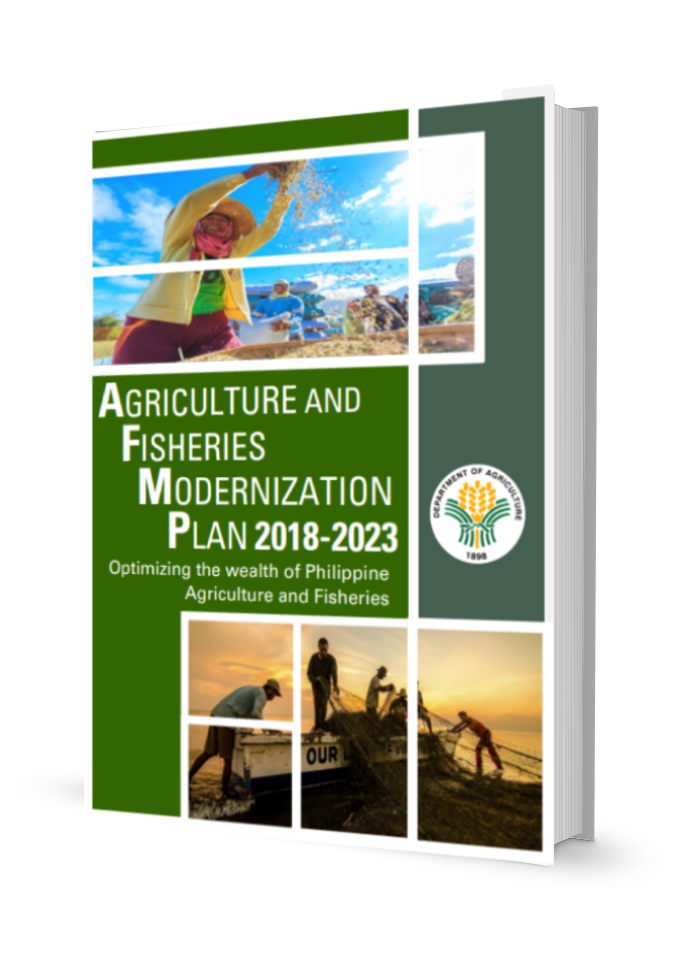 AGRICULTURE AND
FISHERIES
MODERNIZATION
PLAN 2018-2023
Optimizing the wealth of Philippine
Agriculture and Fisheries
DEPARTMENT OF AGRICULTURE
1898
OUR